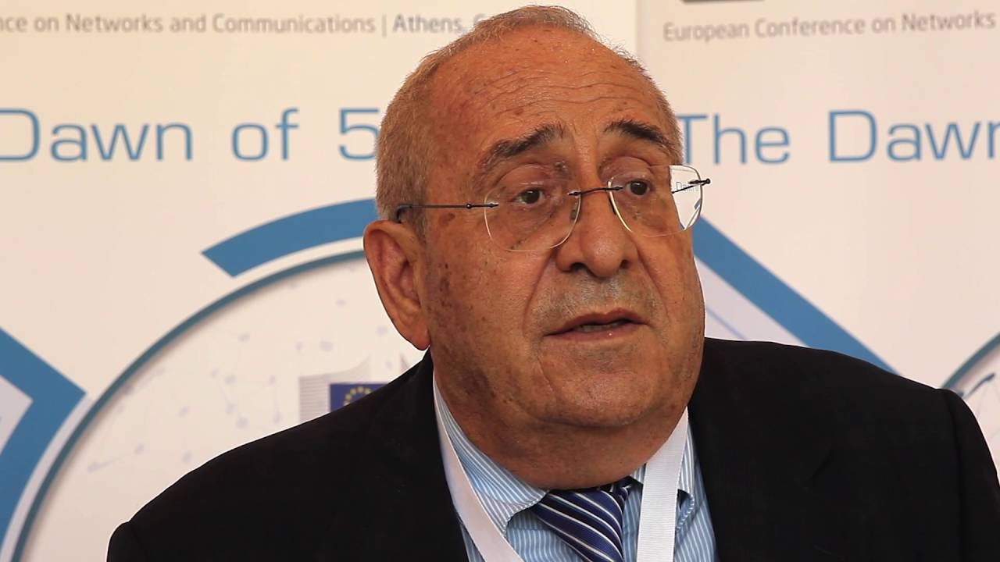 ce on Networks and Communications | Athens, G
European Conference on Networks
Dawn of 5
The Dawn